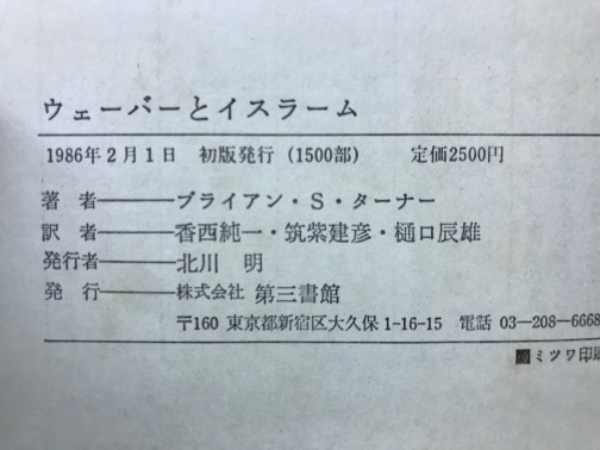 ウェーバーとイスラーム
1986年2月1日 初版発行(1500部) 定価2500円
著者――ブライアン・S・ターナー
訳者――香西純一・筑紫建彦・樋口辰雄
発行者――北川 明
発行――株式会社 第三書館
〒160 東京都新宿区大久保1-16-15 電話 03-208-6668
ミツワ印刷